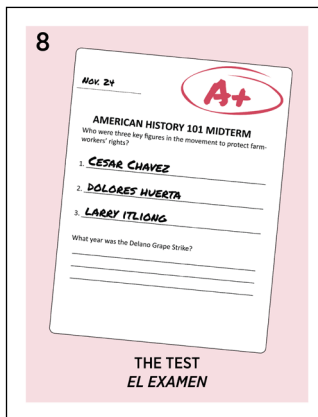 8
Nov. 24
A+
AMERICAN HISTORY 101 MIDTERM
Who were three key figures in the movement to protect farm-
workers' rights?
1. CESAR CHAVEZ
2. DOLORES HUERTA
3. LARRY ITLIONG
What year was the Delano Grape Strike?
THE TEST
EL EXAMEN